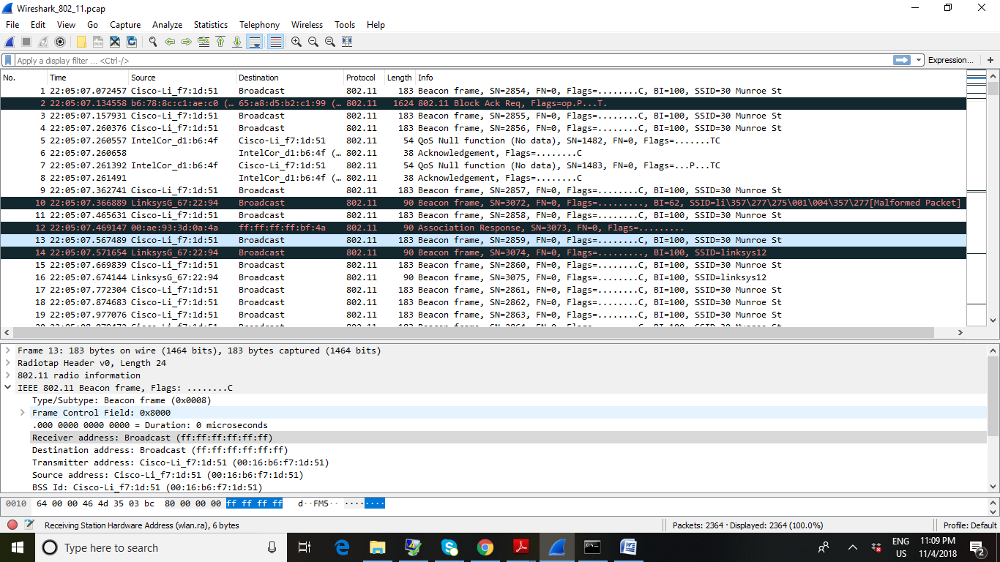 Wireshark_802_11.pcap
File Edit View Go Capture Analyze Statistics Telephony Wireless Tools Help
Apply a display filter ... <Ctrl-/> Expression... +
No. Time Source Destination Protocol Length Info
1 22:05:07.072457 Cisco-Li_f7:1d:51 Broadcast 802.11 183 Beacon frame, SN=2854, FN=0, Flags=........C, BI=100, SSID=30 Munroe St
2 22:05:07.134558 b6:78:8c:c1:ae:c0 (… 65:a8:d5:b2:c1:99 (… 802.11 1624 802.11 Block Ack Req, Flags=op.P...T.
3 22:05:07.157931 Cisco-Li_f7:1d:51 Broadcast 802.11 183 Beacon frame, SN=2855, FN=0, Flags=........C, BI=100, SSID=30 Munroe St
4 22:05:07.260376 Cisco-Li_f7:1d:51 Broadcast 802.11 183 Beacon frame, SN=2856, FN=0, Flags=........C, BI=100, SSID=30 Munroe St
5 22:05:07.260557 IntelCor_d1:b6:4f Cisco-Li_f7:1d:51 802.11 54 QoS Null function (No data), SN=1482, FN=0, Flags=.......TC
6 22:05:07.260658 IntelCor_d1:b6:4f (… 802.11 38 Acknowledgement, Flags=........C
7 22:05:07.261392 IntelCor_d1:b6:4f Cisco-Li_f7:1d:51 802.11 54 QoS Null function (No data), SN=1483, FN=0, Flags=...P...TC
8 22:05:07.261491 IntelCor_d1:b6:4f (… 802.11 38 Acknowledgement, Flags=........C
9 22:05:07.362741 Cisco-Li_f7:1d:51 Broadcast 802.11 183 Beacon frame, SN=2857, FN=0, Flags=........C, BI=100, SSID=30 Munroe St
10 22:05:07.366889 LinksysG_67:22:94 Broadcast 802.11 90 Beacon frame, SN=3072, FN=0, Flags=........., BI=62, SSID=li\357\277\275\001\004\357\277[Malformed Packet]
11 22:05:07.465631 Cisco-Li_f7:1d:51 Broadcast 802.11 183 Beacon frame, SN=2858, FN=0, Flags=........C, BI=100, SSID=30 Munroe St
12 22:05:07.469147 00:ae:93:3d:0a:4a ff:ff:ff:ff:bf:4a 802.11 90 Association Response, SN=3073, FN=0, Flags=.........
13 22:05:07.567489 Cisco-Li_f7:1d:51 Broadcast 802.11 183 Beacon frame, SN=2859, FN=0, Flags=........C, BI=100, SSID=30 Munroe St
14 22:05:07.571654 LinksysG_67:22:94 Broadcast 802.11 90 Beacon frame, SN=3074, FN=0, Flags=........., BI=100, SSID=linksys12
15 22:05:07.669839 Cisco-Li_f7:1d:51 Broadcast 802.11 183 Beacon frame, SN=2860, FN=0, Flags=........C, BI=100, SSID=30 Munroe St
16 22:05:07.674144 LinksysG_67:22:94 Broadcast 802.11 90 Beacon frame, SN=3075, FN=0, Flags=........C, BI=100, SSID=linksys12
17 22:05:07.772304 Cisco-Li_f7:1d:51 Broadcast 802.11 183 Beacon frame, SN=2861, FN=0, Flags=........C, BI=100, SSID=30 Munroe St
18 22:05:07.874683 Cisco-Li_f7:1d:51 Broadcast 802.11 183 Beacon frame, SN=2862, FN=0, Flags=........C, BI=100, SSID=30 Munroe St
19 22:05:07.977076 Cisco-Li_f7:1d:51 Broadcast 802.11 183 Beacon frame, SN=2863, FN=0, Flags=........C, BI=100, SSID=30 Munroe St
Frame 13: 183 bytes on wire (1464 bits), 183 bytes captured (1464 bits)
Radiotap Header v0, Length 24
802.11 radio information
IEEE 802.11 Beacon frame, Flags: ........C
Type/Subtype: Beacon frame (0x0008)
Frame Control Field: 0x8000
.000 0000 0000 0000 = Duration: 0 microseconds
Receiver address: Broadcast (ff:ff:ff:ff:ff:ff)
Destination address: Broadcast (ff:ff:ff:ff:ff:ff)
Transmitter address: Cisco-Li_f7:1d:51 (00:16:b6:f7:1d:51)
Source address: Cisco-Li_f7:1d:51 (00:16:b6:f7:1d:51)
BSS Id: Cisco-Li_f7:1d:51 (00:16:b6:f7:1d:51)
0010 64 00 00 46 4d 35 03 bc 80 00 00 00 ff ff ff ff d··FM5·· ········
Receiving Station Hardware Address (wlan.ra), 6 bytes Packets: 2364 · Displayed: 2364 (100.0%) Profile: Default
Type here to search ENG 11:09 PM
US 11/4/2018 2